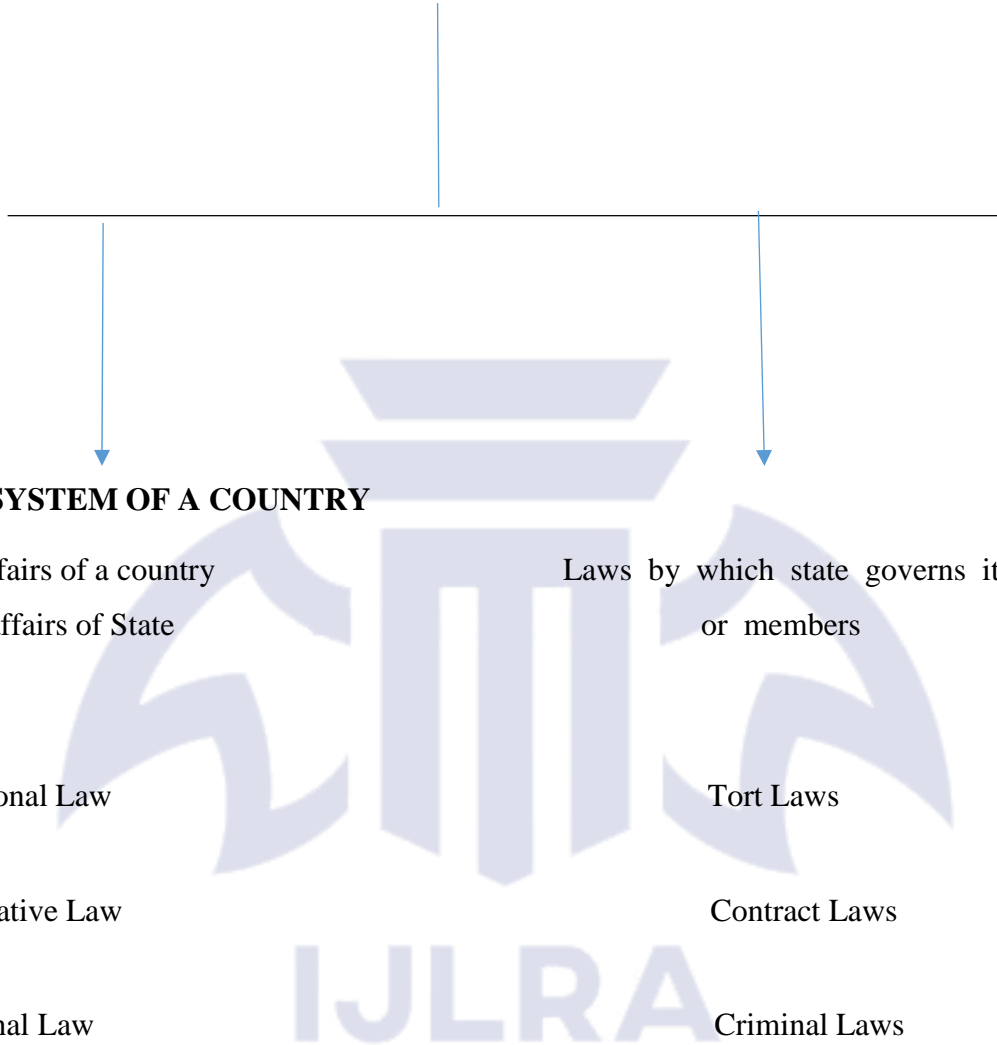 SYSTEM OF A COUNTRY
fairs of a country Laws by which state governs it
ffairs of State or members
onal Law Tort Laws
ative Law Contract Laws
nal Law Criminal Laws
IJLRA